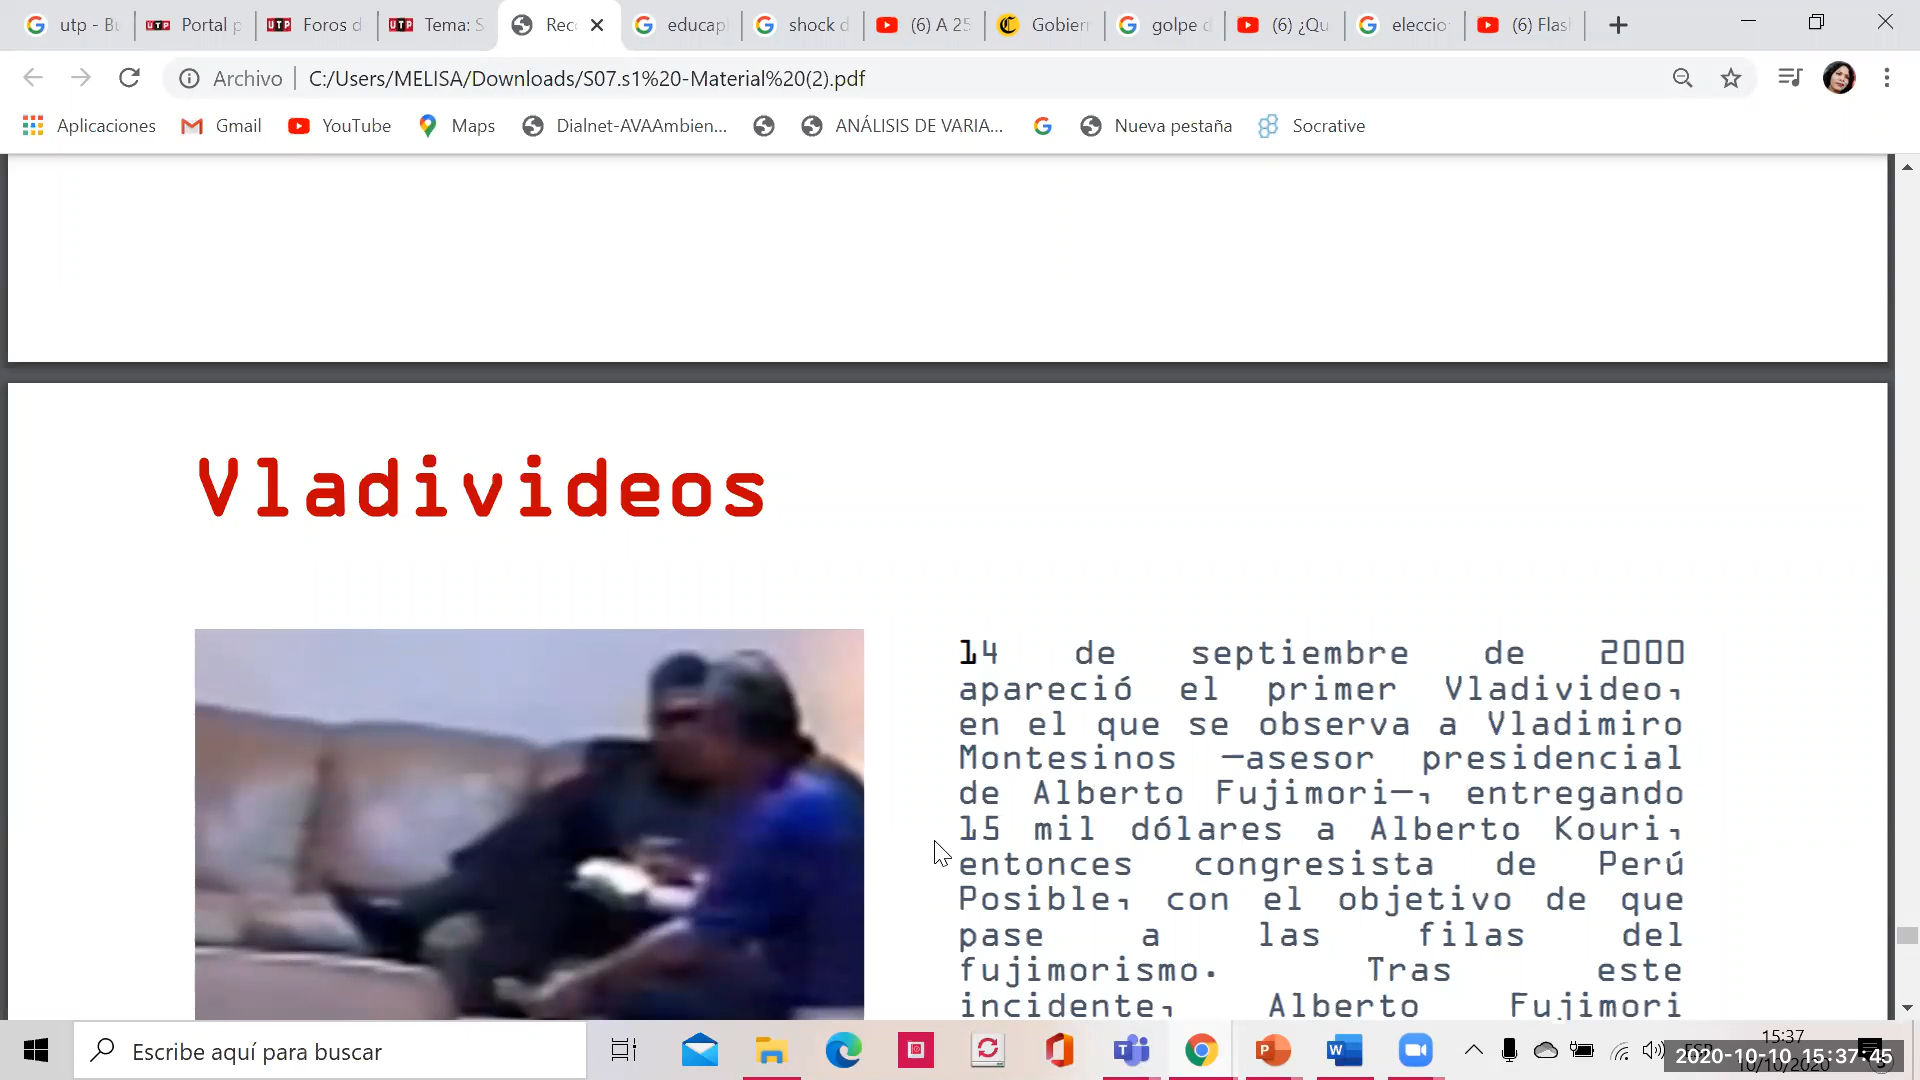 utp - Bu
Portal p
Foros d
Tema: S
Rec
educap
shock d
(6) A 25
Gobiern
golpe d
(6) ¿Qu
eleccio
(6) Flash
Archivo
C:/Users/MELISA/Downloads/S07.s1%20-Material%20(2).pdf
Aplicaciones
Gmail
YouTube
Maps
Dialnet-AVAAmbien...
ANÁLISIS DE VARIA...
Nueva pestaña
Socrative
Vladivideos
14 de septiembre de 2000
apareció el primer Vladivideo,
en el que se observa a Vladimiro
Montesinos —asesor presidencial
de Alberto Fujimori—, entregando
15 mil dólares a Alberto Kouri,
entonces congresista de Perú
Posible, con el objetivo de que
pase a las filas del
fujimorismo. Tras este
incidente, Alberto Fujimori
Escribe aquí para buscar
15:37
10/10/2020
2020-10-10 15:37:45